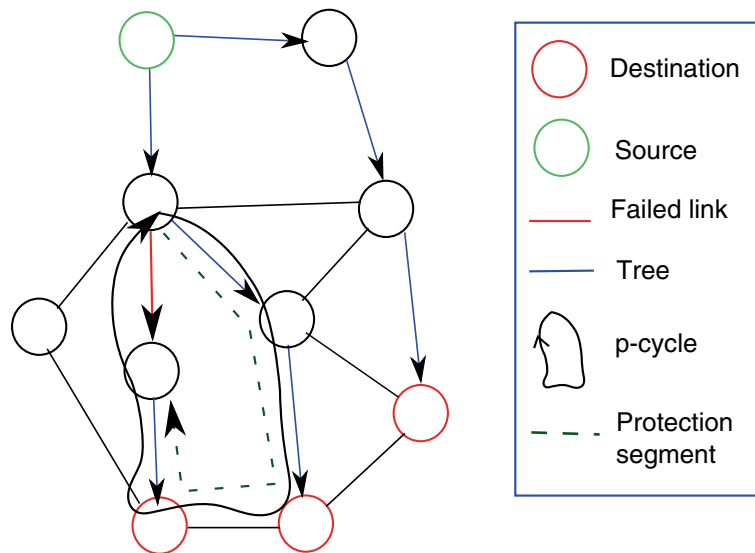 Destination
Source
Failed link
Tree
p-cycle
Protection
segment